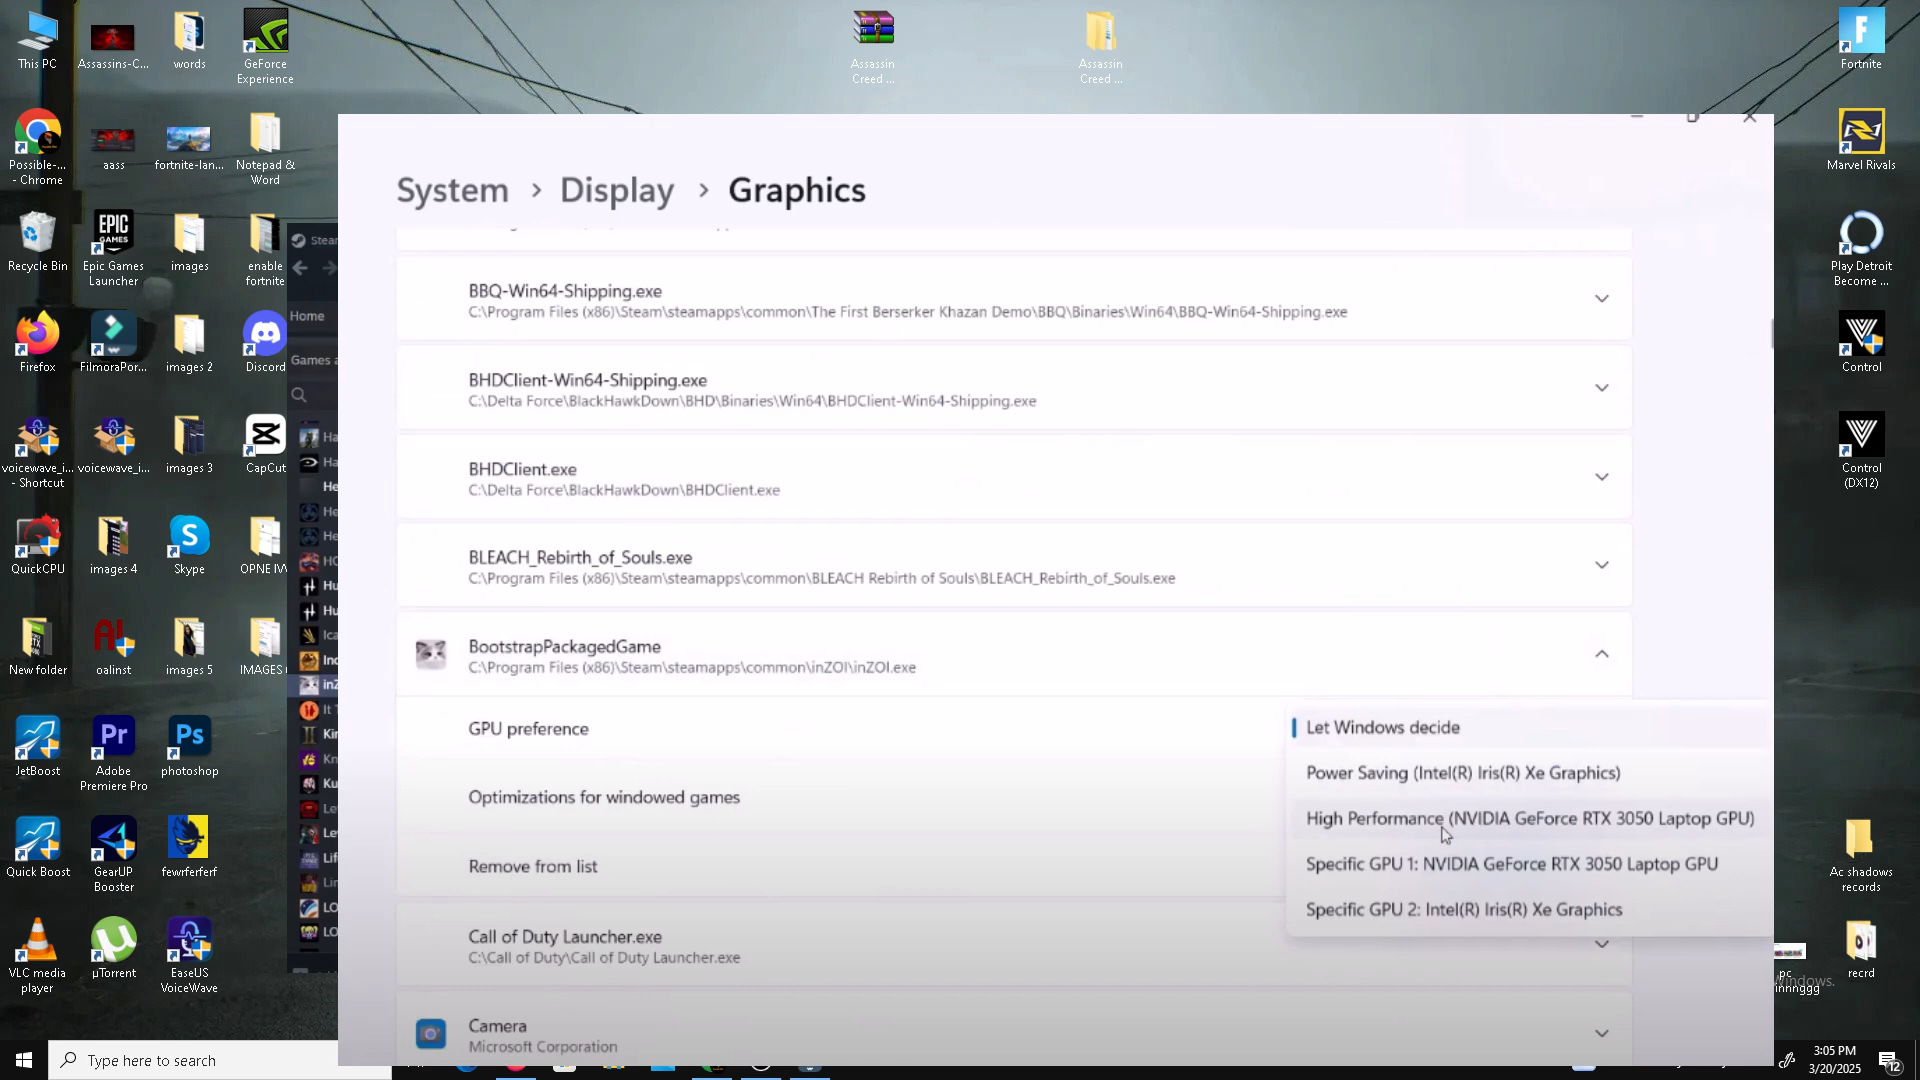 This PC
Assassins-C...
words
GeForce
Experience
Assassin
Creed ...
Assassin
Creed ...
Fortnite
Possible-...
- Chrome
aass
fortnite-lan...
Notepad &
Word
Marvel Rivals
System > Display > Graphics
Recycle Bin
EPIC
GAMES
Epic Games
Launcher
images
enable
fortnite
Play Detroit
Become ...
BBQ-Win64-Shipping.exe
C:\Program Files (x86)\Steam\steamapps\common\The First Berserker Khazan Demo\BBQ\Binaries\Win64\BBQ-Win64-Shipping.exe
Home
Firefox
FilmoraPor...
images 2
Discord
Games a
Control
BHDClient-Win64-Shipping.exe
C:\Delta Force\BlackHawkDown\BHD\Binaries\Win64\BHDClient-Win64-Shipping.exe
voicewave_i...
- Shortcut
voicewave_i...
images 3
CapCut
Control
(DX12)
BHDClient.exe
C:\Delta Force\BlackHawkDown\BHDClient.exe
QuickCPU
images 4
Skype
OPNE IV
BLEACH_Rebirth_of_Souls.exe
C:\Program Files (x86)\Steam\steamapps\common\BLEACH Rebirth of Souls\BLEACH_Rebirth_of_Souls.exe
New folder
oalinst
images 5
IMAGES
BootstrapPackagedGame
C:\Program Files (x86)\Steam\steamapps\common\inZOI\inZOI.exe
JetBoost
Pr
Adobe
Premiere Pro
Ps
photoshop
GPU preference
Let Windows decide
Power Saving (Intel(R) Iris(R) Xe Graphics)
Optimizations for windowed games
High Performance (NVIDIA GeForce RTX 3050 Laptop GPU)
Remove from list
Specific GPU 1: NVIDIA GeForce RTX 3050 Laptop GPU
Specific GPU 2: Intel(R) Iris(R) Xe Graphics
Quick Boost
GearUP
Booster
fewrferferf
Ac shadows
records
Call of Duty Launcher.exe
C:\Call of Duty\Call of Duty Launcher.exe
VLC media
player
µTorrent
EaseUS
VoiceWave
recrd
Camera
Microsoft Corporation
Type here to search
3:05 PM
3/20/2025
12